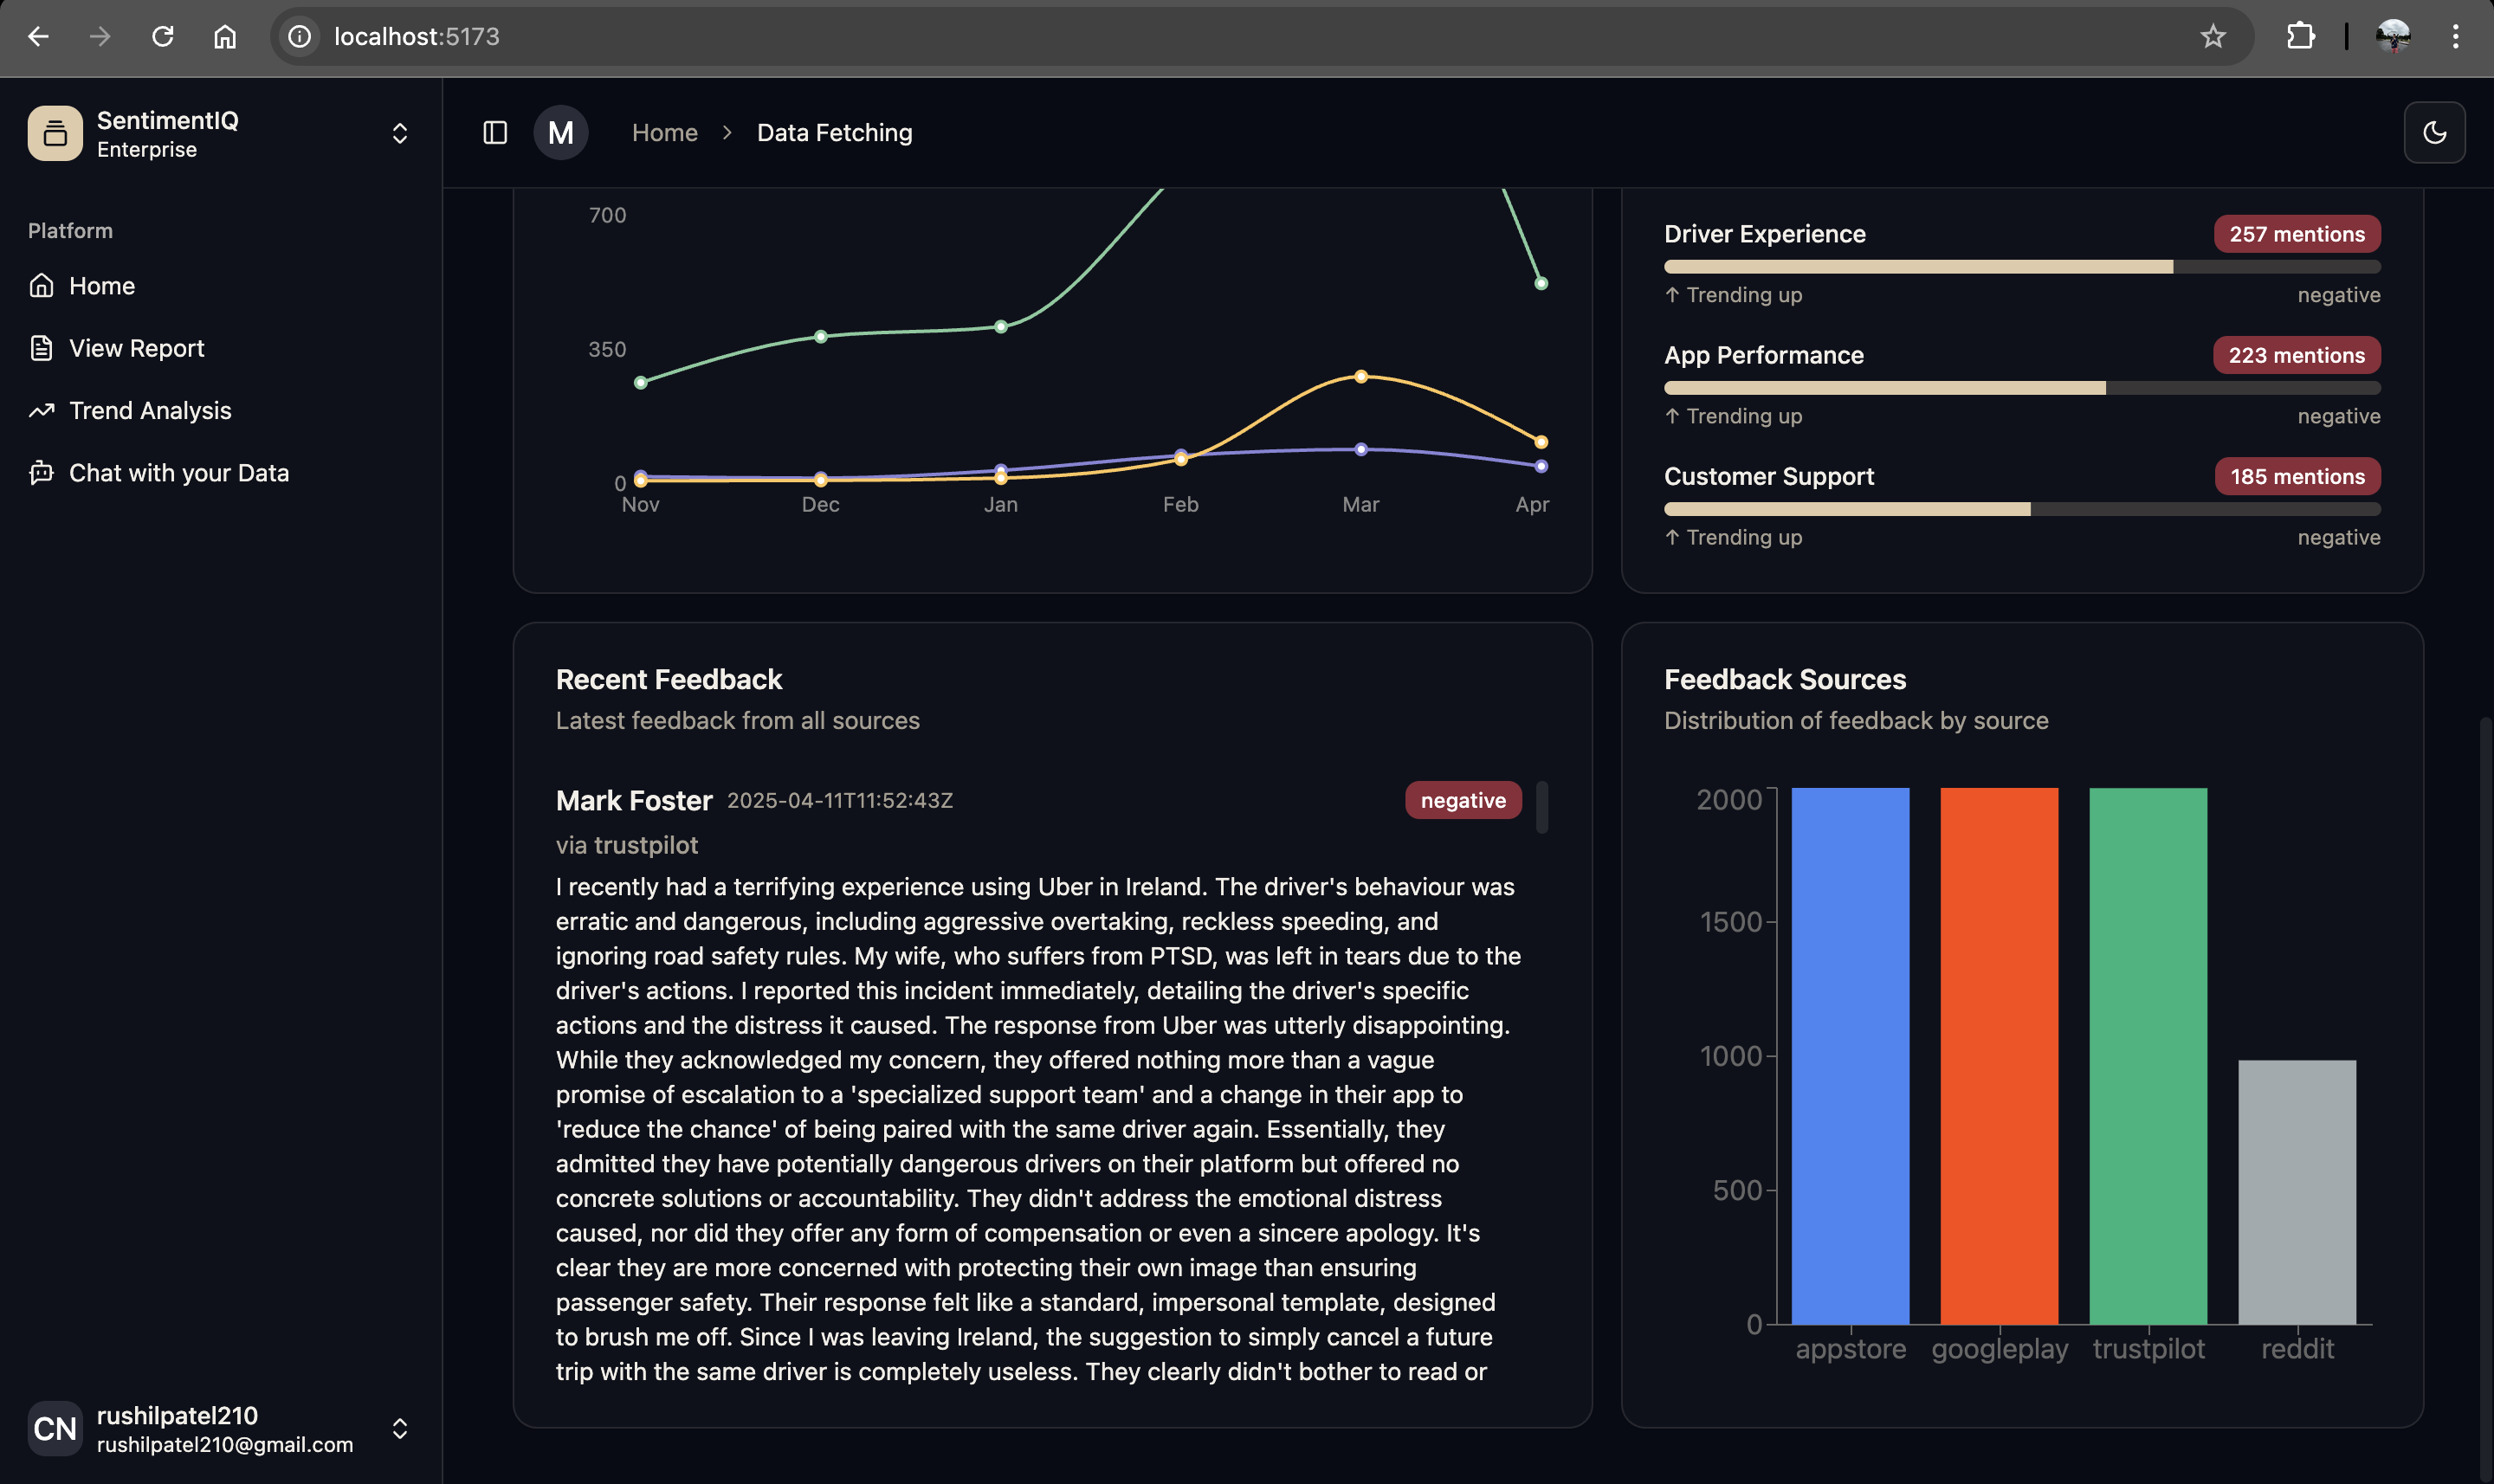 localhost:5173
SentimentIQ
Enterprise
Platform
Home
View Report
Trend Analysis
Chat with your Data
CN
rushilpatel210
rushilpatel210@gmail.com
M
Home
Data Fetching
700
350
0
Nov
Dec
Jan
Feb
Mar
Apr
Driver Experience
257 mentions
↑ Trending up
negative
App Performance
223 mentions
↑ Trending up
negative
Customer Support
185 mentions
↑ Trending up
negative
Recent Feedback
Latest feedback from all sources
Mark Foster 2025-04-11T11:52:43Z
negative
via trustpilot
I recently had a terrifying experience using Uber in Ireland. The driver's behaviour was
erratic and dangerous, including aggressive overtaking, reckless speeding, and
ignoring road safety rules. My wife, who suffers from PTSD, was left in tears due to the
driver's actions. I reported this incident immediately, detailing the driver's specific
actions and the distress it caused. The response from Uber was utterly disappointing.
While they acknowledged my concern, they offered nothing more than a vague
promise of escalation to a 'specialized support team' and a change in their app to
'reduce the chance' of being paired with the same driver again. Essentially, they
admitted they have potentially dangerous drivers on their platform but offered no
concrete solutions or accountability. They didn't address the emotional distress
caused, nor did they offer any form of compensation or even a sincere apology. It's
clear they are more concerned with protecting their own image than ensuring
passenger safety. Their response felt like a standard, impersonal template, designed
to brush me off. Since I was leaving Ireland, the suggestion to simply cancel a future
trip with the same driver is completely useless. They clearly didn't bother to read or
Feedback Sources
Distribution of feedback by source
2000
1500
1000
500
0
appstore
googleplay
trustpilot
reddit